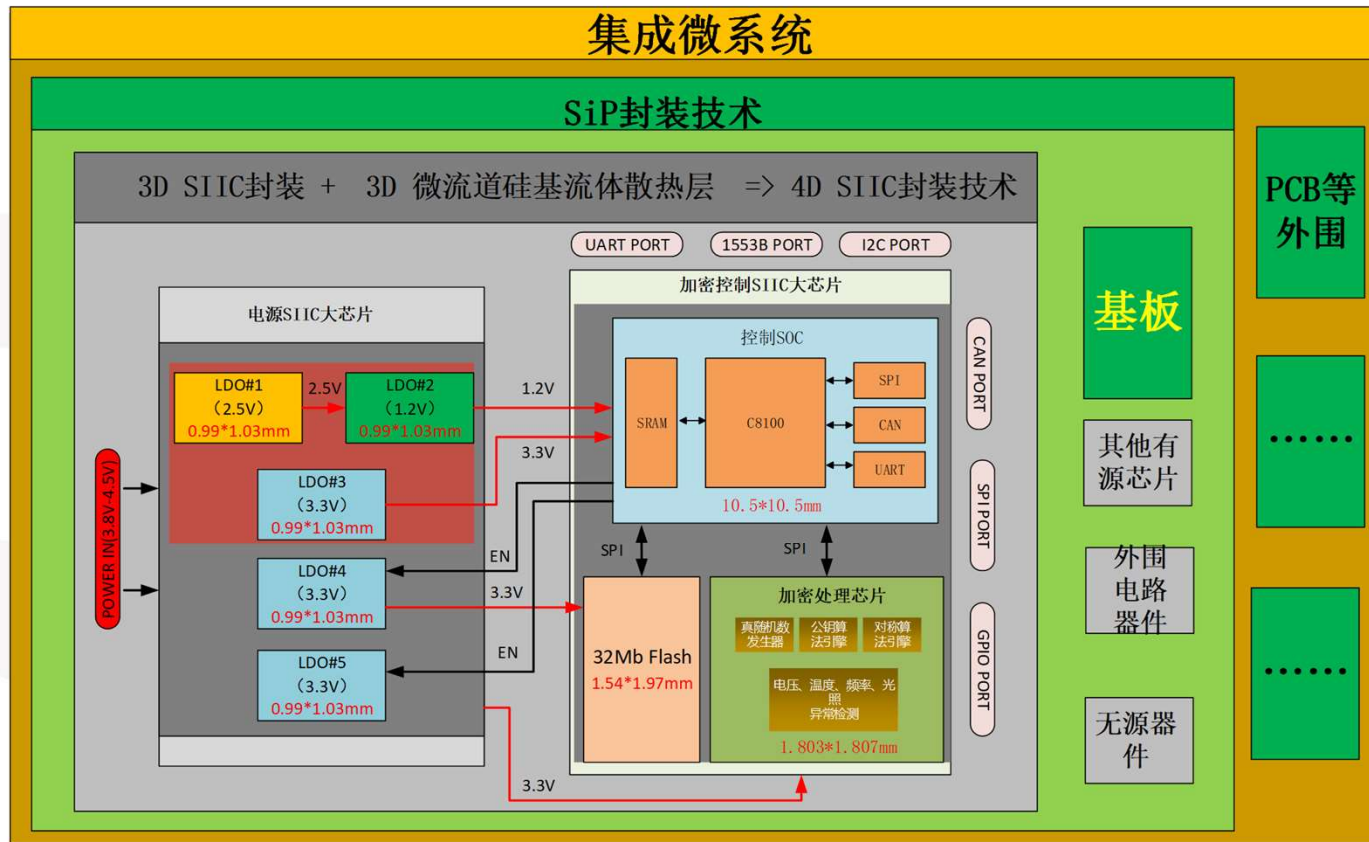 集成微系统
SiP封装技术
3D SIIC封装 + 3D 微流道硅基流体散热层 => 4D SIIC封装技术
UART PORT
1553B PORT
I2C PORT
电源SIIC大芯片
LDO#1
(2.5V)
0.99*1.03mm
2.5V
LDO#2
(1.2V)
0.99*1.03mm
LDO#3
(3.3V)
0.99*1.03mm
LDO#4
(3.3V)
0.99*1.03mm
LDO#5
(3.3V)
0.99*1.03mm
POWER IN(3.8V-4.5V)
1.2V
3.3V
EN
3.3V
EN
3.3V
加密控制SIIC大芯片
控制SOC
SRAM
C8100
SPI
CAN
UART
10.5*10.5mm
SPI
SPI
32Mb Flash
1.54*1.97mm
加密处理芯片
真随机数
发生器
公钥算
法引擎
对称算
法引擎
电压、温度、频率、光
照
异常检测
1.803*1.807mm
CAN PORT
SPI PORT
GPIO PORT
基板
其他有
源芯片
外围
电路
器件
无源器
件
PCB等
外围
......
......